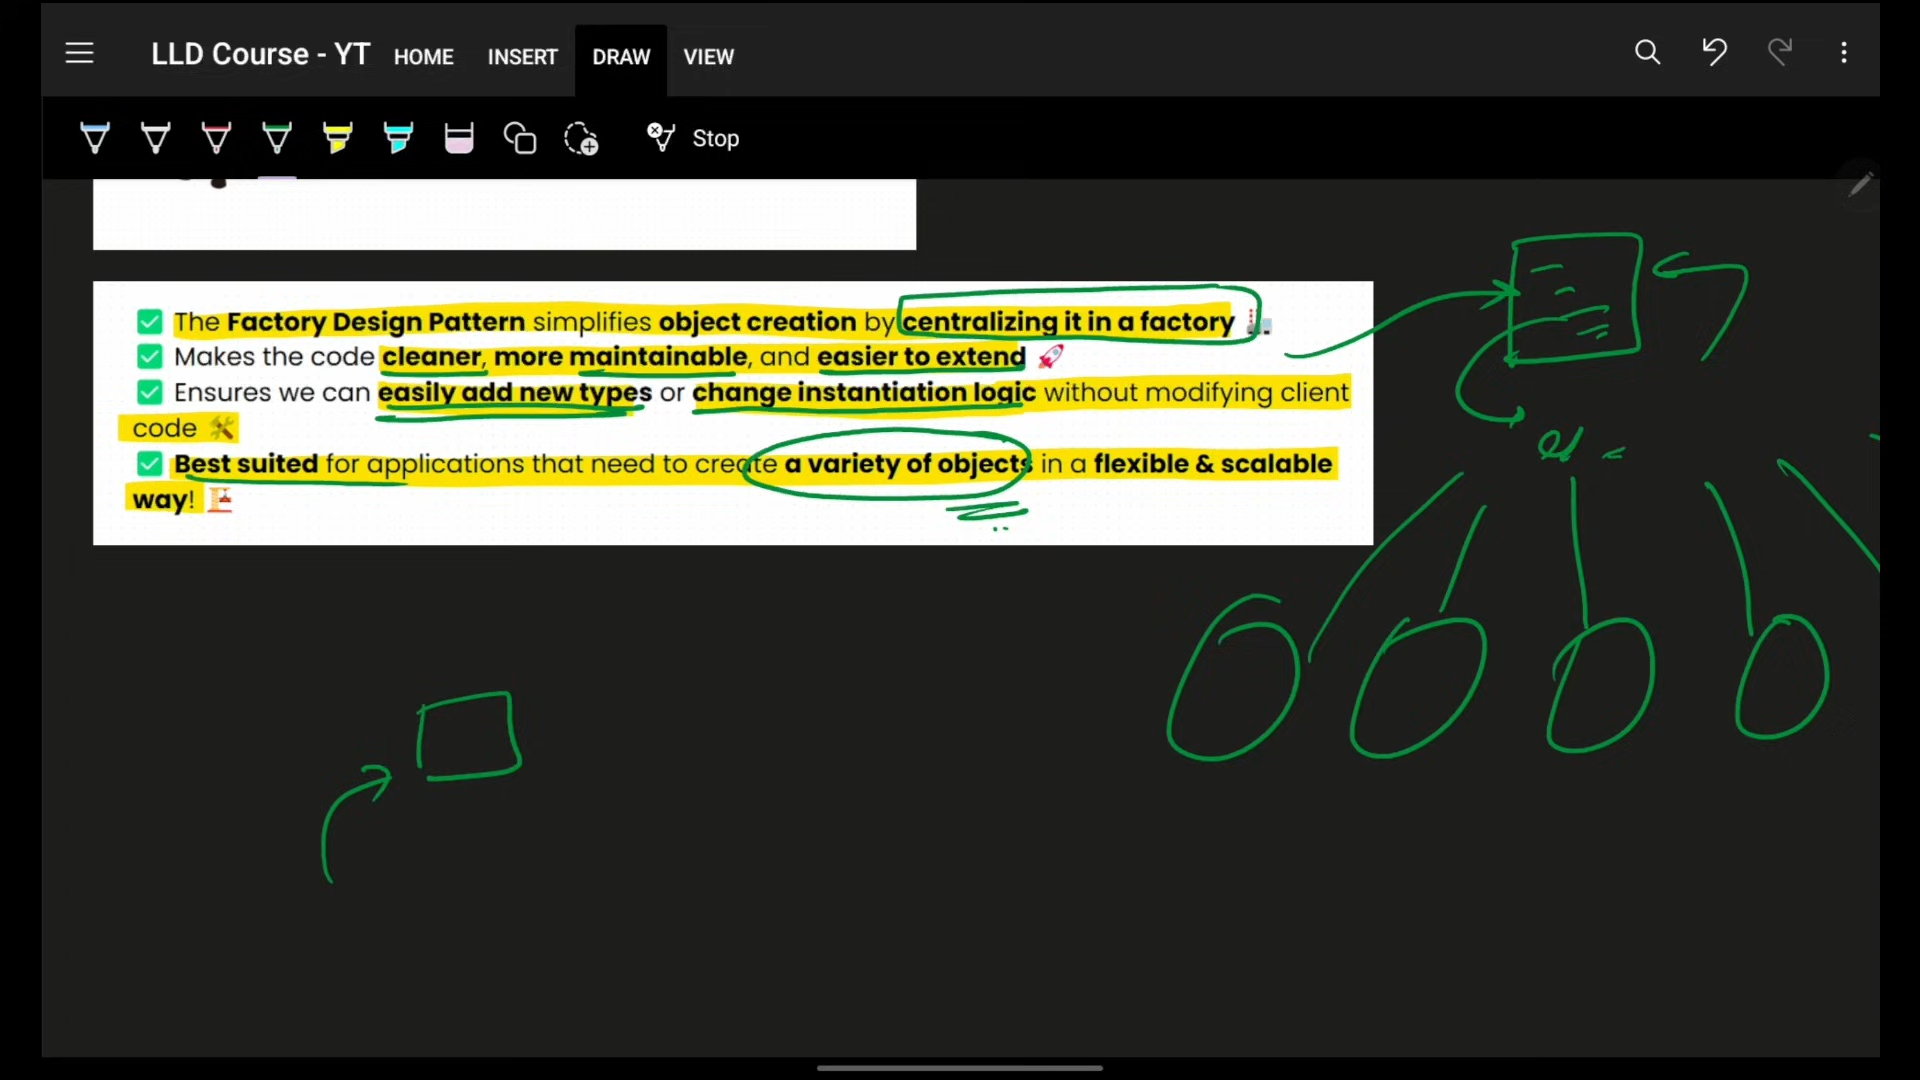 LLD Course - YT HOME INSERT DRAW VIEW
Stop
✅ The Factory Design Pattern simplifies object creation by centralizing it in a factory 🏭
✅ Makes the code cleaner, more maintainable, and easier to extend 🚀
✅ Ensures we can easily add new types or change instantiation logic without modifying client
code 🛠️
✅ Best suited for applications that need to create a variety of objects in a flexible & scalable
way! 🏗️